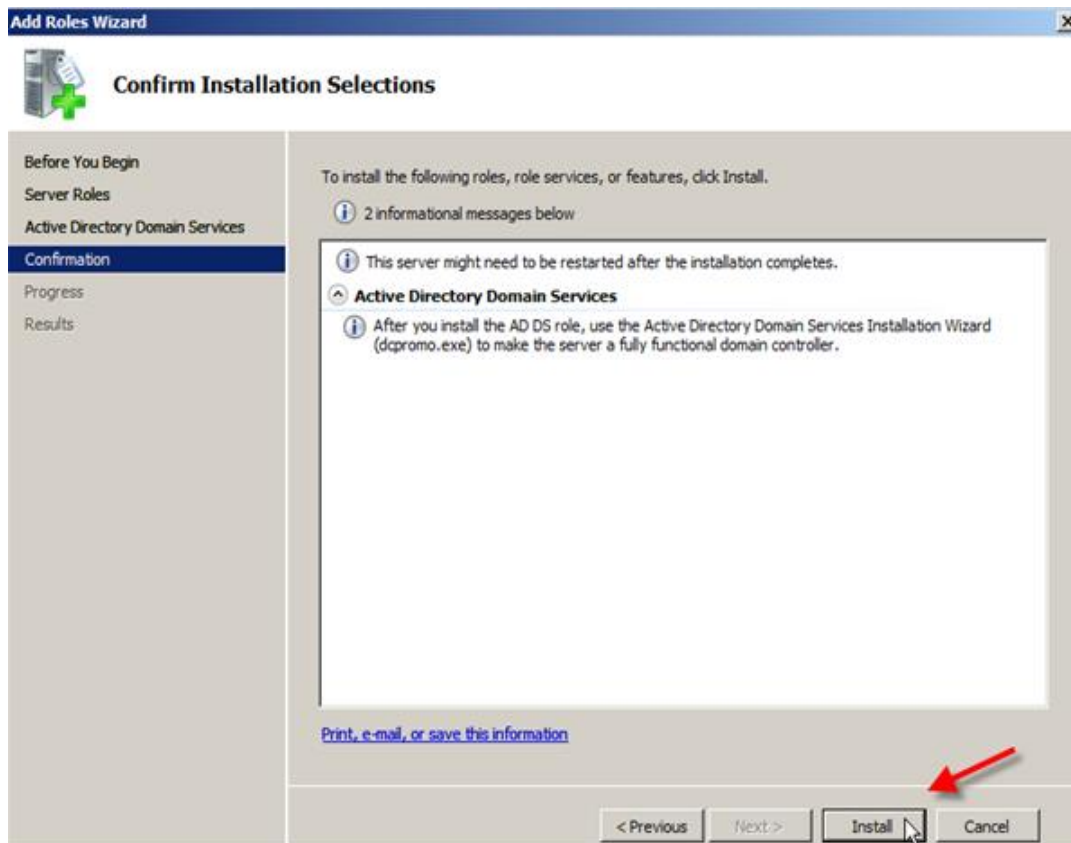 Add Roles Wizard
Confirm Installation Selections
Before You Begin
Server Roles
Active Directory Domain Services
Confirmation
Progress
Results
To install the following roles, role services, or features, click Install.
2 informational messages below
This server might need to be restarted after the installation completes.
Active Directory Domain Services
After you install the AD DS role, use the Active Directory Domain Services Installation Wizard
(dcpromo.exe) to make the server a fully functional domain controller.
Print, e-mail, or save this information
< Previous
Next >
Install
Cancel